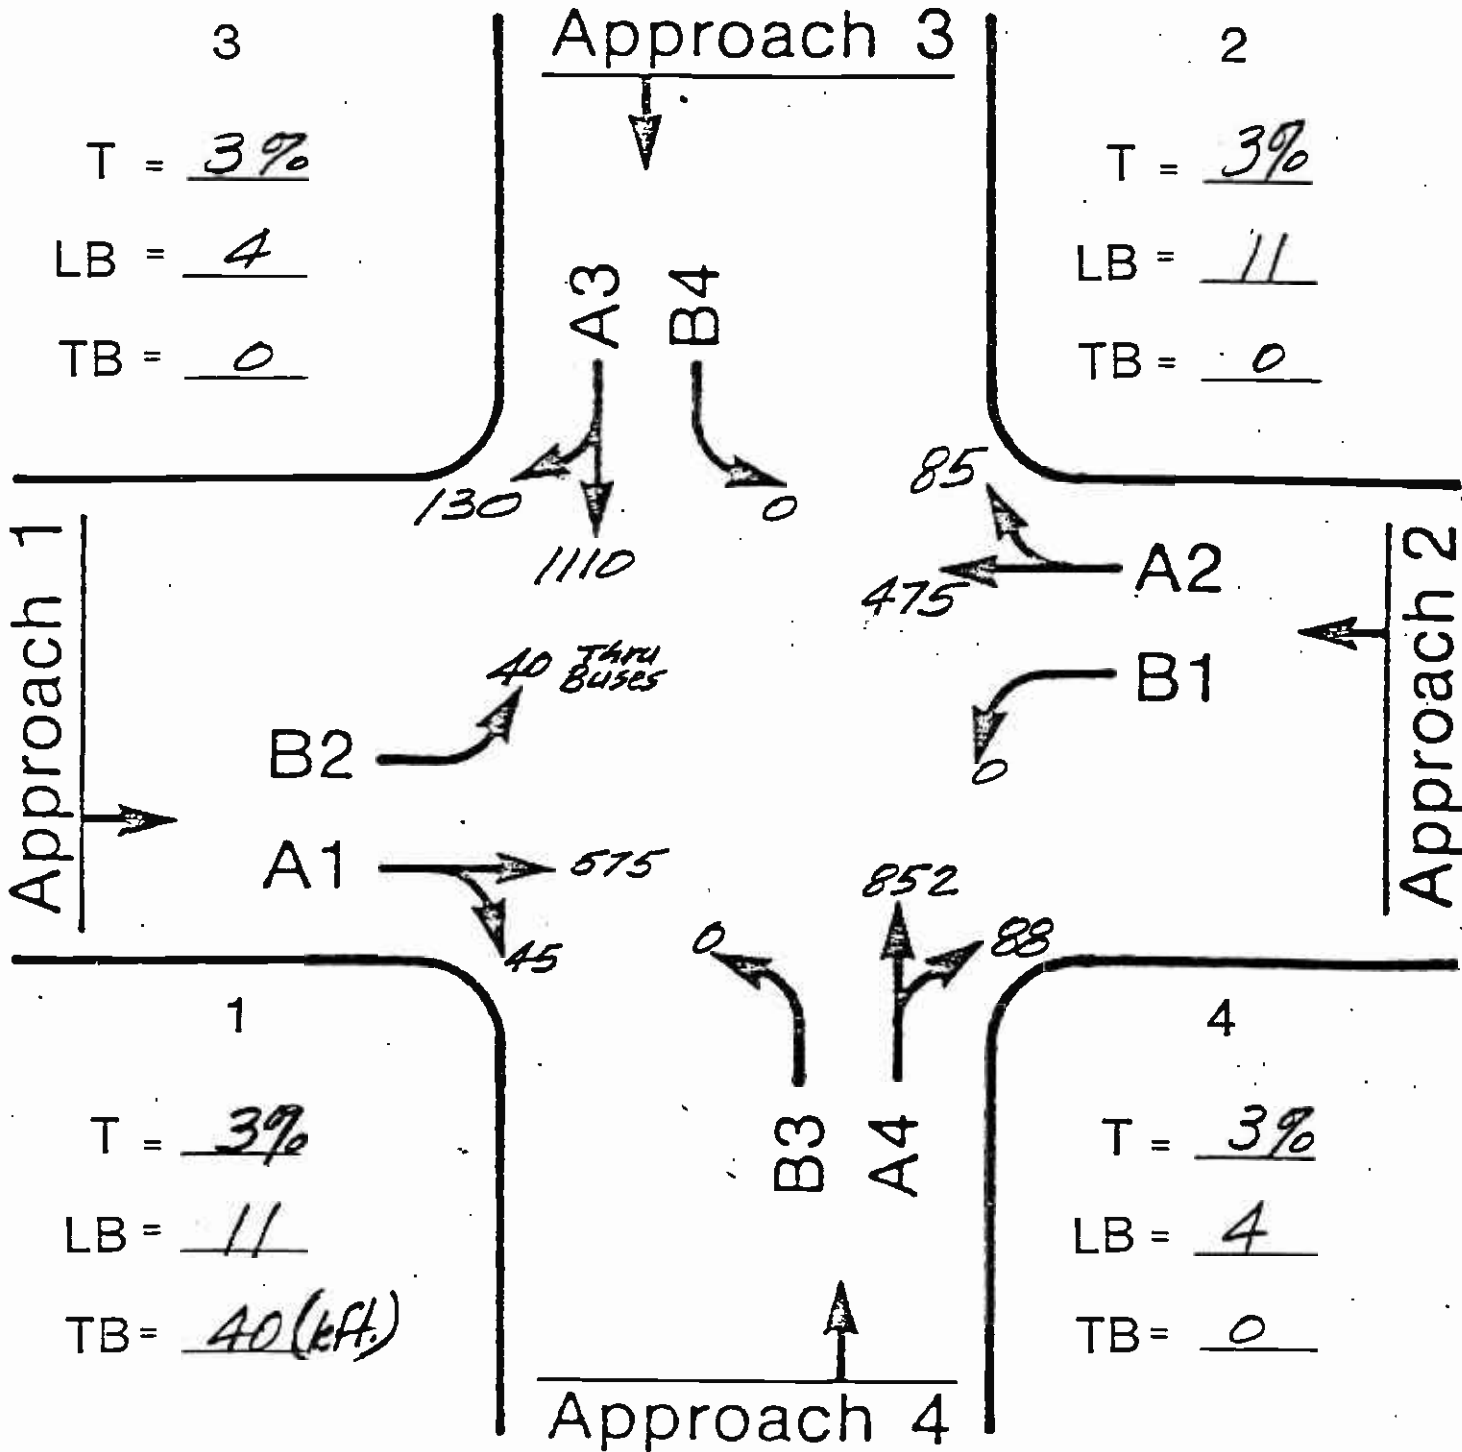 3
Approach 3
2
T = 3%
LB = 4
TB = 0
T = 3%
LB = 11
TB = 0
A3
B4
130
1110
0
85
475
A2
B1
0
Approach 1
Approach 2
40 Thru
Buses
B2
A1
575
45
852
0
88
B3
A4
1
4
T = 3%
LB = 11
TB = 40 (left.)
T = 3%
LB = 4
TB = 0
Approach 4